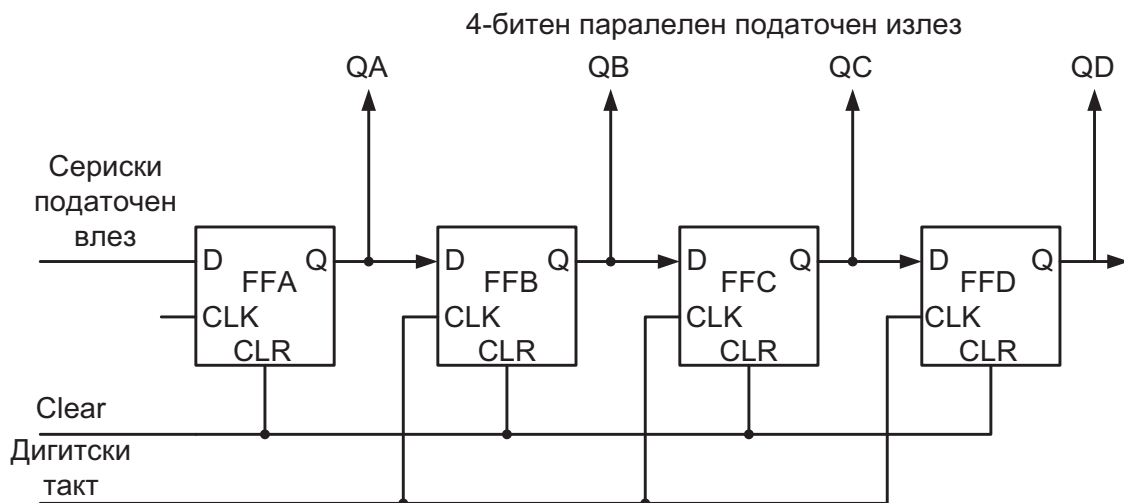 4-битен паралелен податочен излез
QA QB QC QD
Сериски
податочен
влез
D Q D Q D Q D Q
FFA FFB FFC FFD
CLK CLK CLK CLK
CLR CLR CLR CLR
Clear
Дигитски
такт